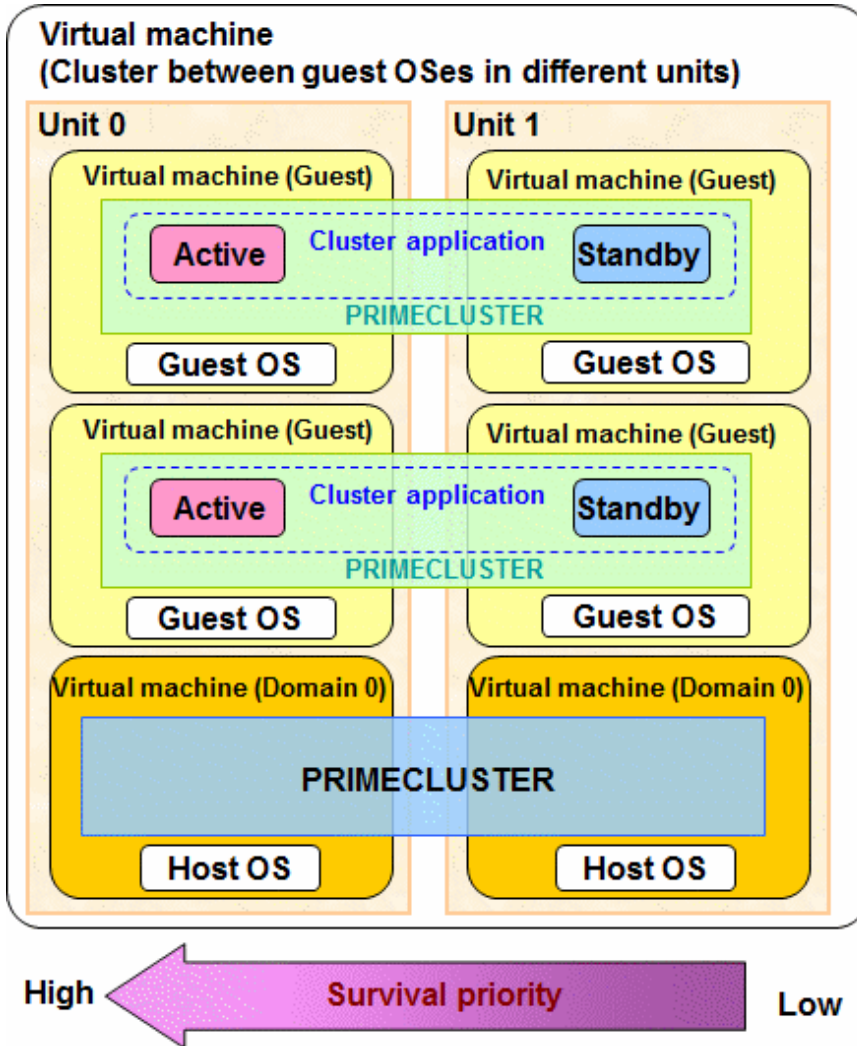 Virtual machine
(Cluster between guest OSes in different units)
Unit 0
Unit 1
Virtual machine (Guest)
Virtual machine (Guest)
Cluster application
Active
Standby
PRIMECLUSTER
Guest OS
Guest OS
Virtual machine (Guest)
Virtual machine (Guest)
Cluster application
Active
Standby
PRIMECLUSTER
Guest OS
Guest OS
Virtual machine (Domain 0)
Virtual machine (Domain 0)
PRIMECLUSTER
Host OS
Host OS
High
Survival priority
Low